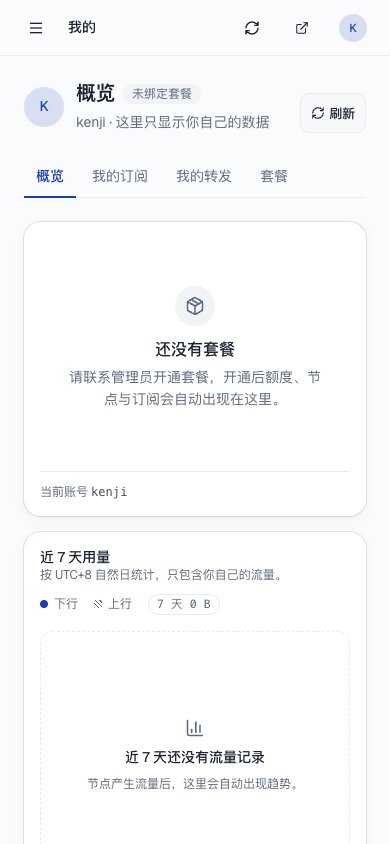 我的
K
K
概览 未绑定套餐
kenji · 这里只显示你自己的数据
刷新
概览 我的订阅 我的转发 套餐
还没有套餐
请联系管理员开通套餐，开通后额度、节
点与订阅会自动出现在这里。
当前账号 kenji
近 7 天用量
按 UTC+8 自然日统计，只包含你自己的流量。
下行 上行 7 天 0 B
近 7 天还没有流量记录
节点产生流量后，这里会自动出现趋势。